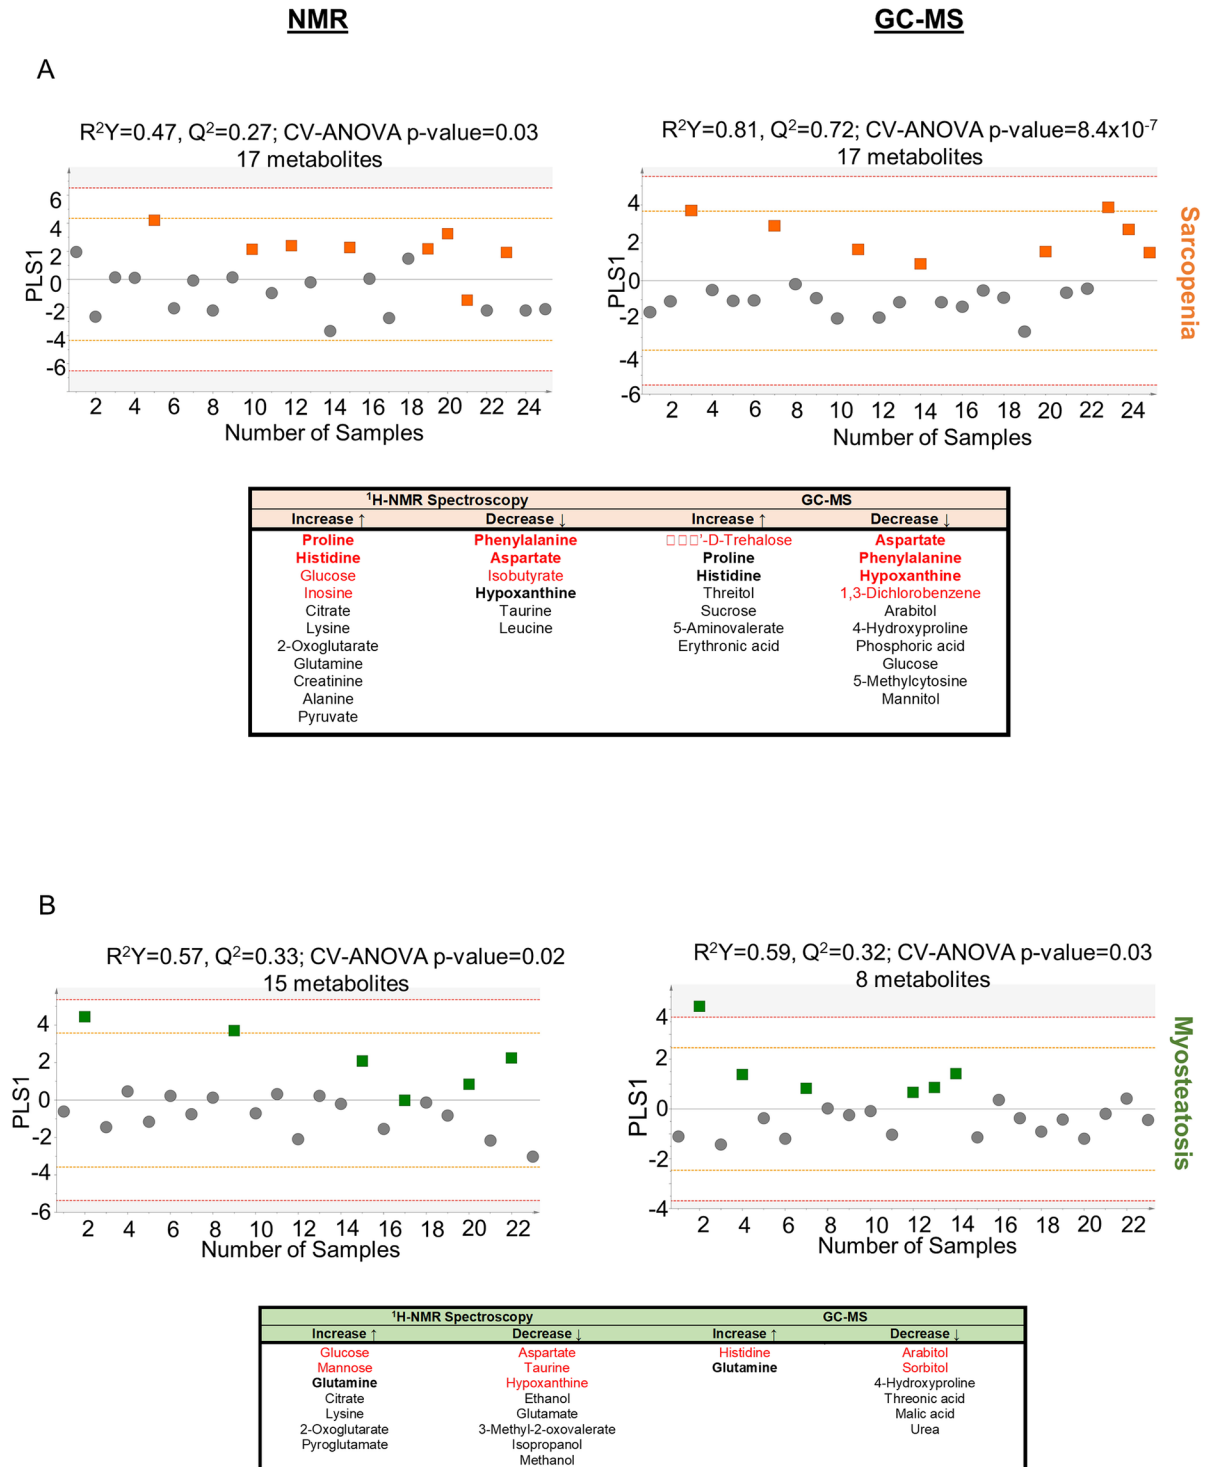 NMR
GC-MS
A
R²Y=0.47, Q²=0.27; CV-ANOVA p-value=0.03
17 metabolites
R²Y=0.81, Q²=0.72; CV-ANOVA p-value=8.4x10⁻⁷
17 metabolites
6
4
2
0
-2
-4
-6
PLS1
2 4 6 8 10 12 14 16 18 20 22 24
Number of Samples
4
2
0
-2
-4
-6
PLS1
2 4 6 8 10 12 14 16 18 20 22 24
Number of Samples
Sarcopenia
¹H-NMR Spectroscopy GC-MS
Increase ↑ Decrease ↓ Increase ↑ Decrease ↓
Proline Phenylalanine □□□'-D-Trehalose Aspartate
Histidine Aspartate Proline Phenylalanine
Glucose Isobutyrate Histidine Hypoxanthine
Inosine Hypoxanthine Threitol 1,3-Dichlorobenzene
Citrate Taurine Sucrose Arabitol
Lysine Leucine 5-Aminovalerate 4-Hydroxyproline
2-Oxoglutarate Erythronic acid Phosphoric acid
Glutamine Glucose
Creatinine 5-Methylcytosine
Alanine Mannitol
Pyruvate
B
R²Y=0.57, Q²=0.33; CV-ANOVA p-value=0.02
15 metabolites
R²Y=0.59, Q²=0.32; CV-ANOVA p-value=0.03
8 metabolites
4
2
0
-2
-4
-6
PLS1
2 4 6 8 10 12 14 16 18 20 22
Number of Samples
4
2
0
-2
-4
PLS1
2 4 6 8 10 12 14 16 18 20 22
Number of Samples
Myosteatosis
¹H-NMR Spectroscopy GC-MS
Increase ↑ Decrease ↓ Increase ↑ Decrease ↓
Glucose Aspartate Histidine Arabitol
Mannose Taurine Glutamine Sorbitol
Glutamine Hypoxanthine 4-Hydroxyproline
Citrate Ethanol Threonic acid
Lysine Glutamate Malic acid
2-Oxoglutarate 3-Methyl-2-oxovalerate Urea
Pyroglutamate Isopropanol
Methanol